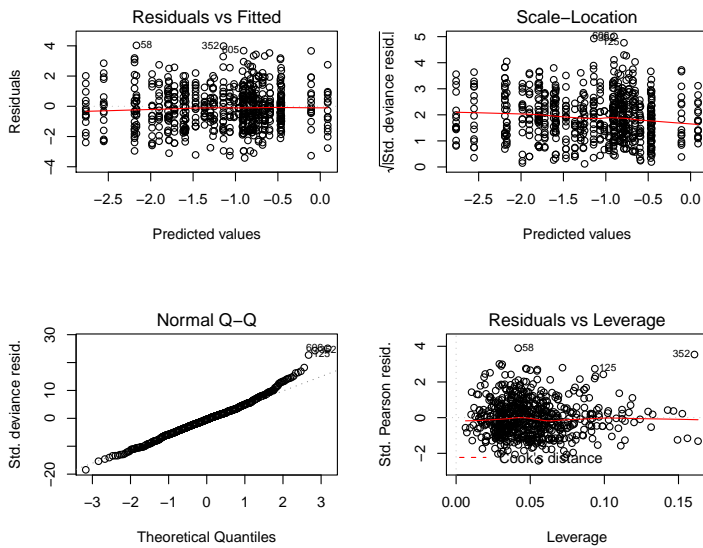 Residuals vs Fitted
Residuals
4
2
0
−2
−4
58
352
605
−2.5 −2.0 −1.5 −1.0 −0.5 0.0
Predicted values
Scale−Location
√|Std. deviance resid.|
5
4
3
2
1
0
125
−2.5 −2.0 −1.5 −1.0 −0.5 0.0
Predicted values
Normal Q−Q
Std. deviance resid.
30
10
0
−20
125
−3 −2 −1 0 1 2 3
Theoretical Quantiles
Residuals vs Leverage
Std. Pearson resid.
4
2
0
−2
58
125
352
Cook's distance
0.00 0.05 0.10 0.15
Leverage